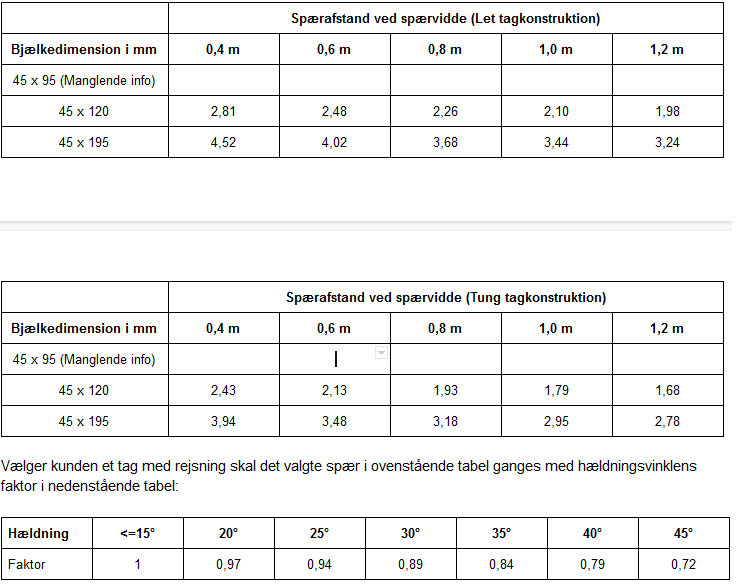 Spærafstand ved spærvidde (Let tagkonstruktion)
Bjælkedimension i mm 0,4 m 0,6 m 0,8 m 1,0 m 1,2 m
45 x 95 (Manglende info)
45 x 120 2,81 2,48 2,26 2,10 1,98
45 x 195 4,52 4,02 3,68 3,44 3,24
Spærafstand ved spærvidde (Tung tagkonstruktion)
Bjælkedimension i mm 0,4 m 0,6 m 0,8 m 1,0 m 1,2 m
45 x 95 (Manglende info)
45 x 120 2,43 2,13 1,93 1,79 1,68
45 x 195 3,94 3,48 3,18 2,95 2,78
Vælger kunden et tag med rejsning skal det valgte spær i ovenstående tabel ganges med hældningsvinklens
faktor i nedenstående tabel:
Hældning <=15° 20° 25° 30° 35° 40° 45°
Faktor 1 0,97 0,94 0,89 0,84 0,79 0,72